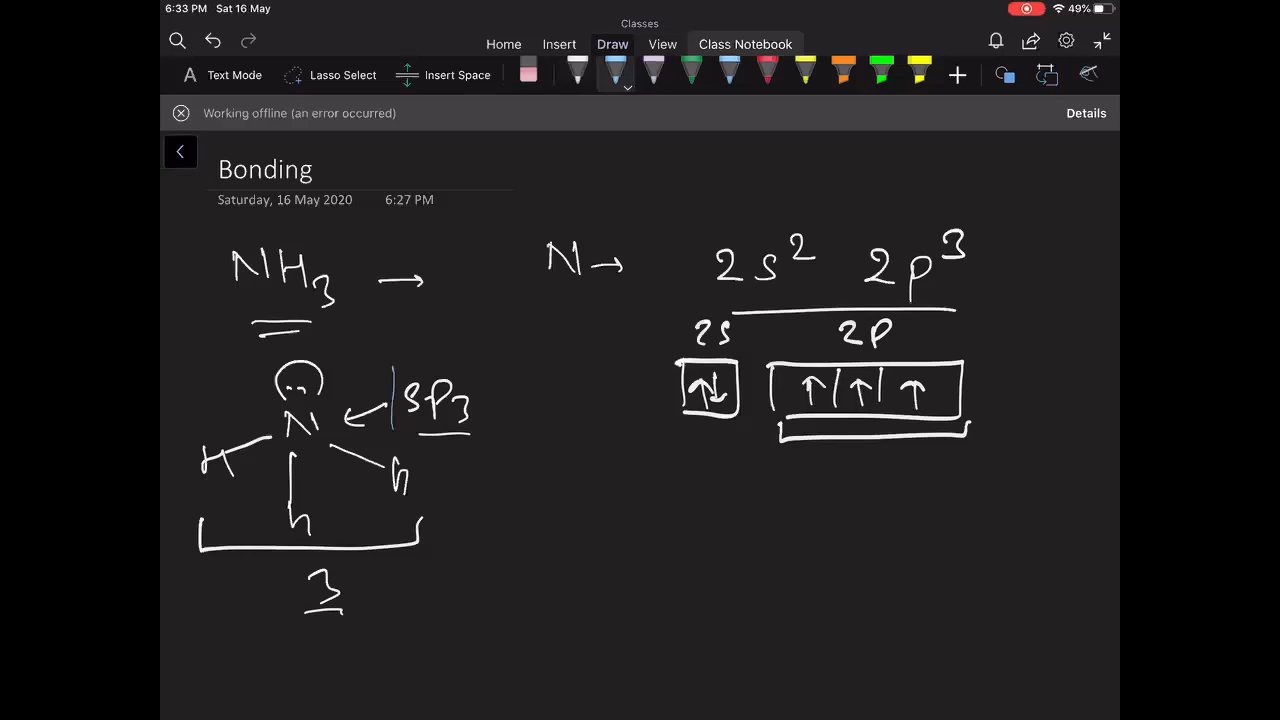 6:33 PM Sat 16 May 49%
Classes
Home Insert Draw View Class Notebook
A Text Mode Lasso Select Insert Space
Working offline (an error occurred) Details
Bonding
Saturday, 16 May 2020 6:27 PM
NH3 → N → 2s² 2p³
2s 2p
↑↓ ↑ ↑ ↑
N ← SP3
H h
h
3